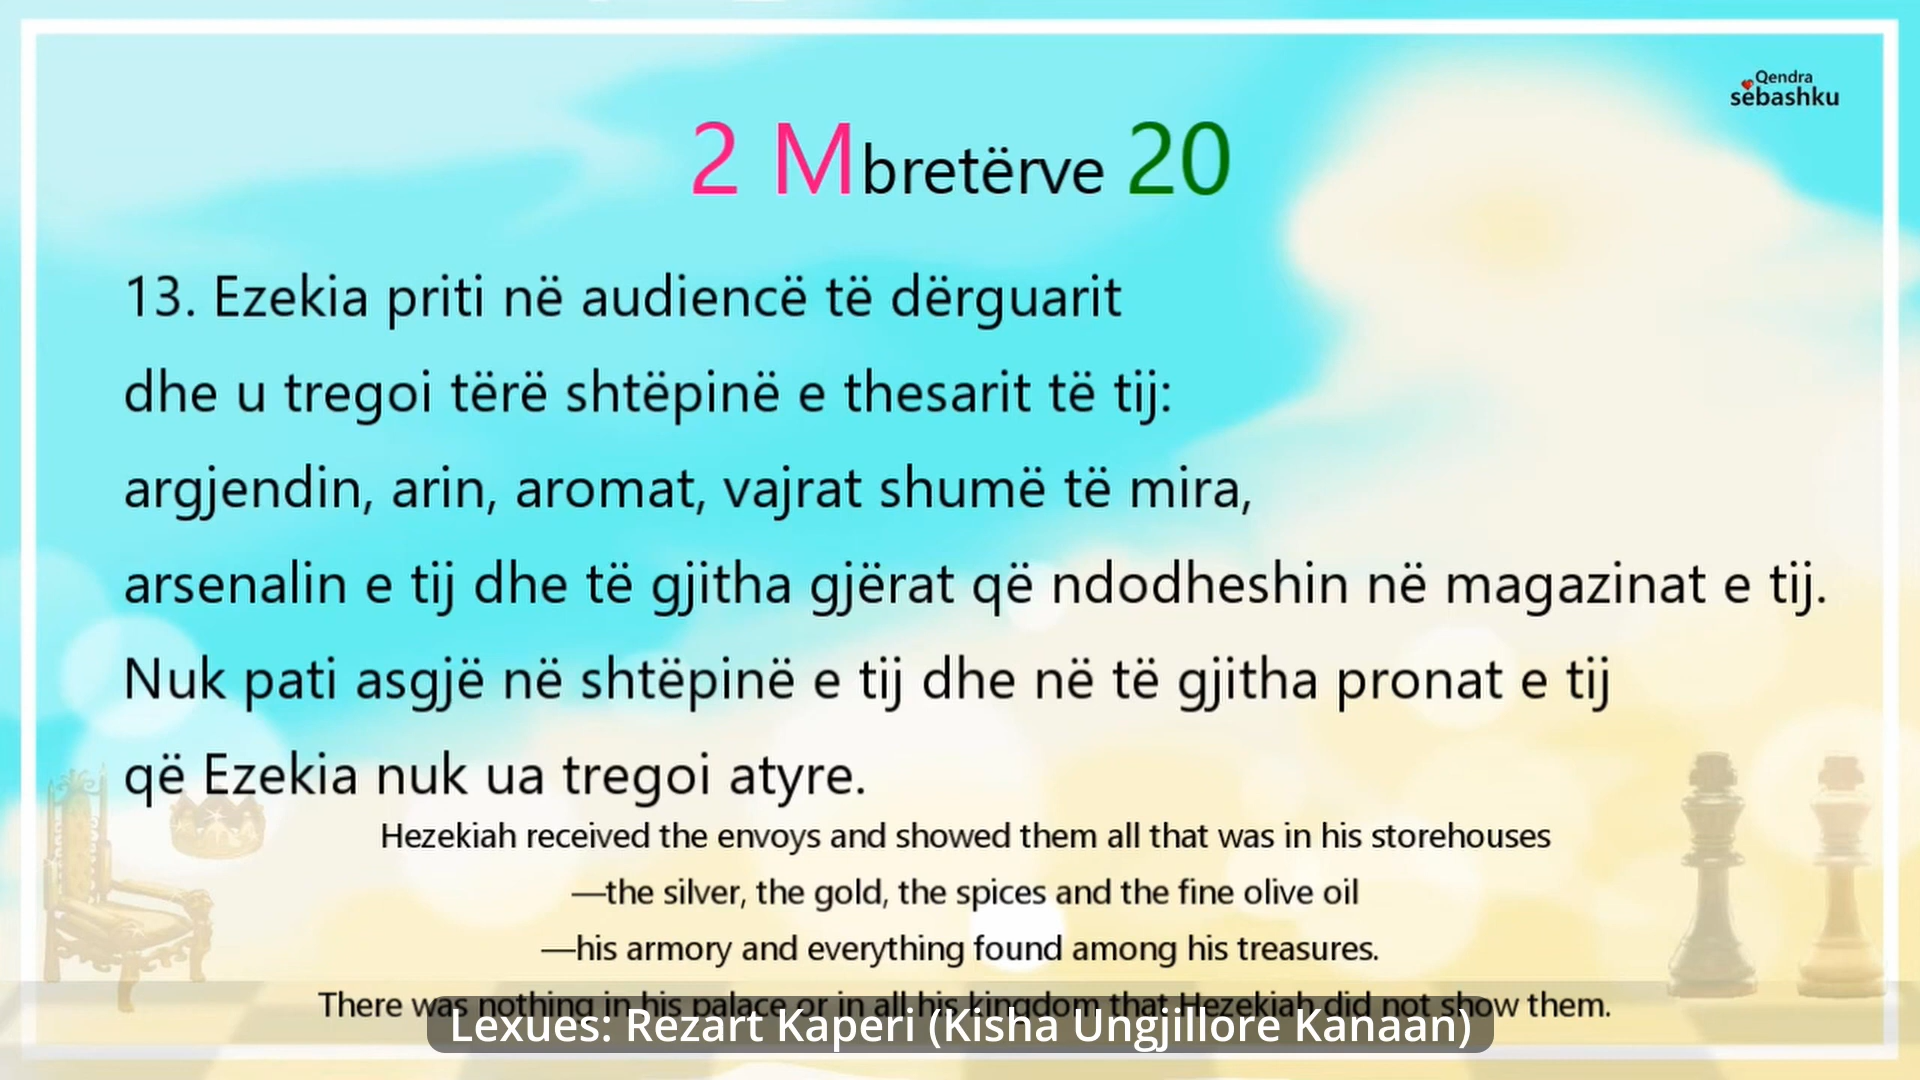 Qendra
sëbashku
2 Mbretërve 20
13. Ezekia priti në audiencë të dërguarit
dhe u tregoi tërë shtëpinë e thesarit të tij:
argjendin, arin, aromat, vajrat shumë të mira,
arsenalin e tij dhe të gjitha gjërat që ndodheshin në magazinat e tij.
Nuk pati asgjë në shtëpinë e tij dhe në të gjitha pronat e tij
që Ezekia nuk ua tregoi atyre.
Hezekiah received the envoys and showed them all that was in his storehouses
—the silver, the gold, the spices and the fine olive oil
—his armory and everything found among his treasures.
There was nothing in his palace or in all his kingdom that Hezekiah did not show them.
Lexues: Rezart Kaperi (Kisha Ungjillore Kanaan)